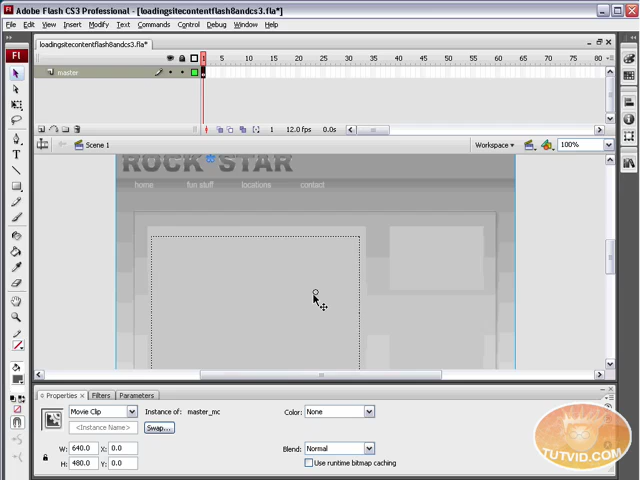 Adobe Flash CS3 Professional - [loadingsitecontentflash8andcs3.fla*]
File Edit View Insert Modify Text Commands Control Debug Window Help
loadingsitecontentflash8andcs3.fla*
1 5 10 15 20 25 30 35 40 45 50 55 60 65 70 75 80
master
1 12.0 fps 0.0s
Scene 1 Workspace 100%
ROCK STAR
home fun stuff locations contact
Properties Filters Parameters
Movie Clip Instance of: master_mc Color: None
<Instance Name> Swap...
W: 640.0 X: 0.0 Blend: Normal
H: 480.0 Y: 0.0 Use runtime bitmap caching
TUTVID.COM
Fl
T